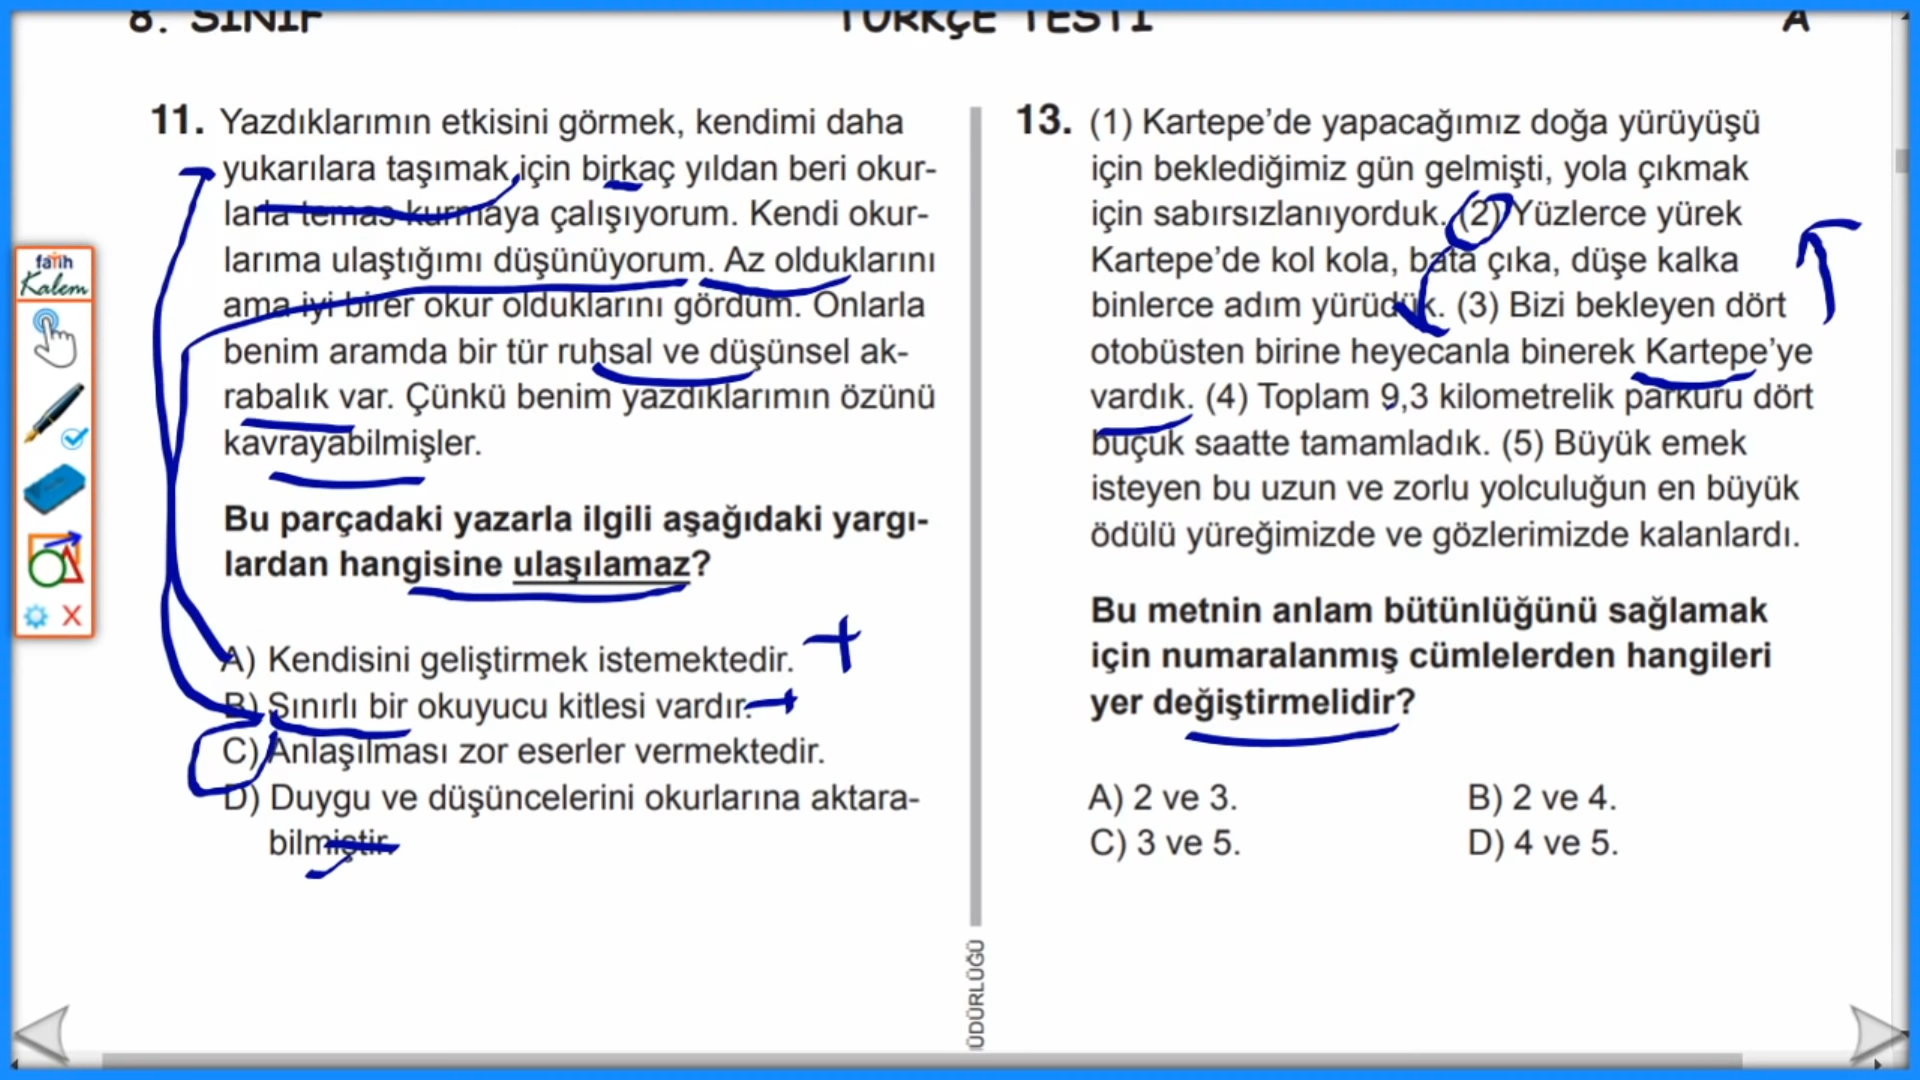 8. SINIF
TÜRKÇE TESTİ
A
fatih
Kalem
11. Yazdıklarımın etkisini görmek, kendimi daha
yukarılara taşımak için birkaç yıldan beri okur-
larla temas kurmaya çalışıyorum. Kendi okur-
larıma ulaştığımı düşünüyorum. Az olduklarını
ama iyi birer okur olduklarını gördüm. Onlarla
benim aramda bir tür ruhsal ve düşünsel ak-
rabalık var. Çünkü benim yazdıklarımın özünü
kavrayabilmişler.
Bu parçadaki yazarla ilgili aşağıdaki yargı-
lardan hangisine ulaşılamaz?
A) Kendisini geliştirmek istemektedir. +
B) Sınırlı bir okuyucu kitlesi vardır. +
C) Anlaşılması zor eserler vermektedir.
D) Duygu ve düşüncelerini okurlarına aktara-
bilmiştir.
13. (1) Kartepe’de yapacağımız doğa yürüyüşü
için beklediğimiz gün gelmişti, yola çıkmak
için sabırsızlanıyorduk. (2) Yüzlerce yürek
Kartepe’de kol kola, bata çıka, düşe kalka
binlerce adım yürüdük. (3) Bizi bekleyen dört
otobüsten birine heyecanla binerek Kartepe’ye
vardık. (4) Toplam 9,3 kilometrelik parkuru dört
buçuk saatte tamamladık. (5) Büyük emek
isteyen bu uzun ve zorlu yolculuğun en büyük
ödülü yüreğimizde ve gözlerimizde kalanlardı.
Bu metnin anlam bütünlüğünü sağlamak
için numaralanmış cümlelerden hangileri
yer değiştirmelidir?
A) 2 ve 3. B) 2 ve 4.
C) 3 ve 5. D) 4 ve 5.
ÜDÜRLÜĞÜ